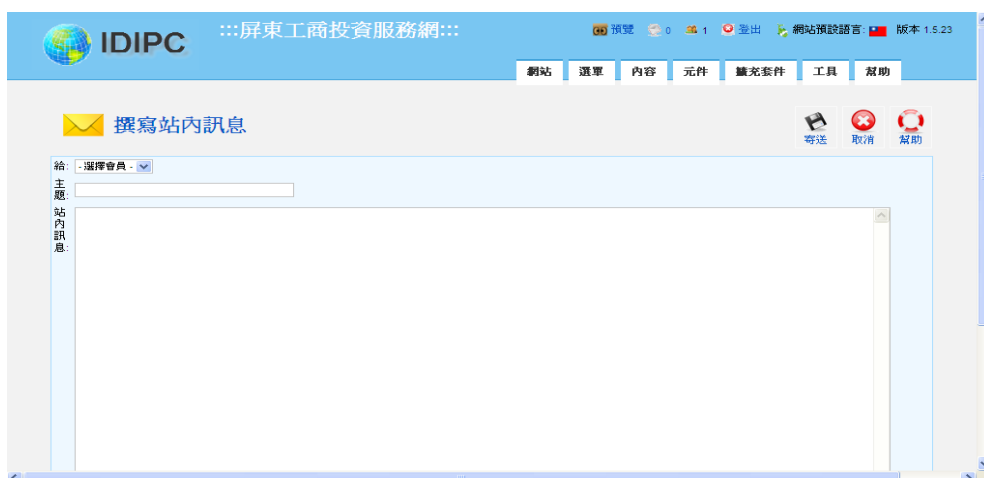 IDIPC
:::屏東工商投資服務網:::
預覽 0 1 登出 網站預設語言: 版本 1.5.23
網站 選單 內容 元件 擴充套件 工具 幫助
撰寫站內訊息
寄送 取消 幫助
給: - 選擇會員 -
主題:
站內訊息: